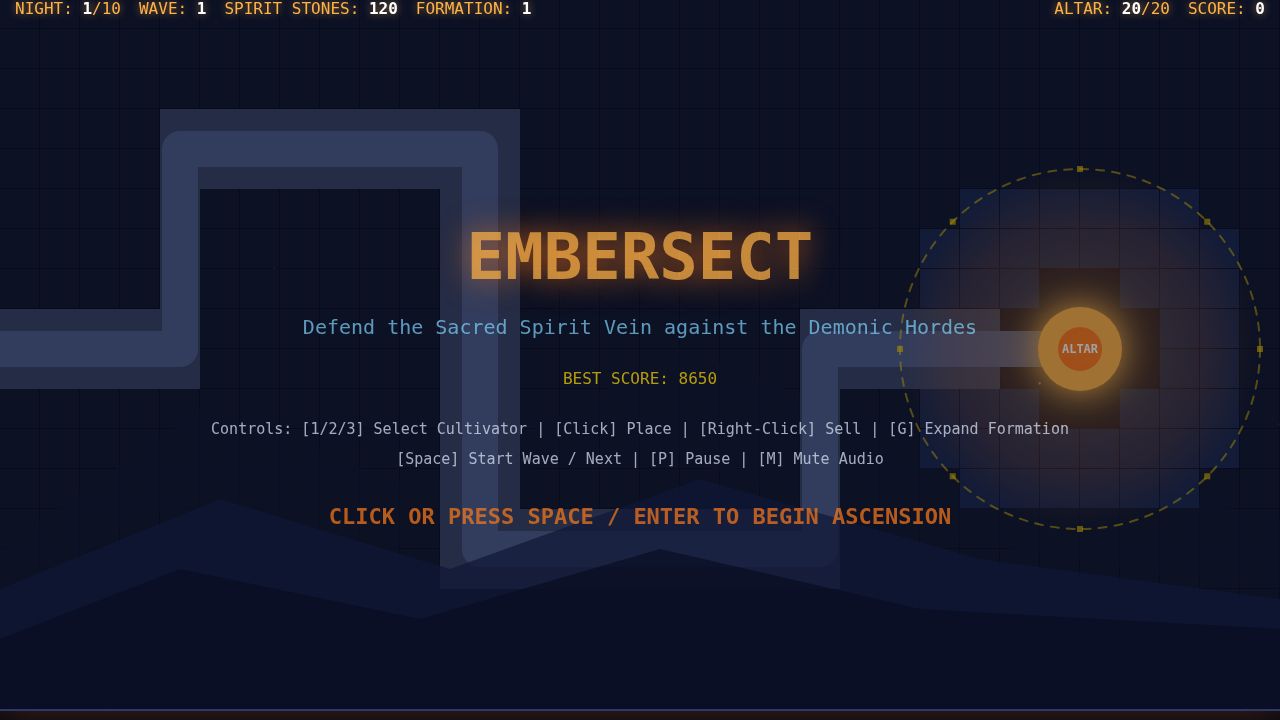 NIGHT: 1/10 WAVE: 1 SPIRIT STONES: 120 FORMATION: 1 ALTAR: 20/20 SCORE: 0
EMBERSECT
Defend the Sacred Spirit Vein against the Demonic Hordes
ALTAR
BEST SCORE: 8650
Controls: [1/2/3] Select Cultivator | [Click] Place | [Right-Click] Sell | [G] Expand Formation
[Space] Start Wave / Next | [P] Pause | [M] Mute Audio
CLICK OR PRESS SPACE / ENTER TO BEGIN ASCENSION